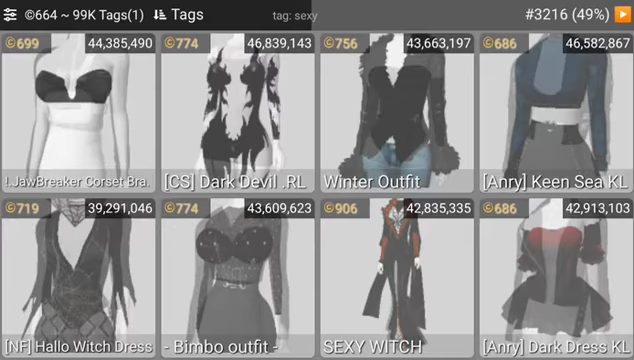 ©664 ~ 99K Tags(1) Tags tag: sexy #3216 (49%)
©699 44,385,490 ©774 46,839,143 ©756 43,663,197 ©686 46,582,867
!.JawBreaker Corset Bra. [CS] Dark Devil .RL Winter Outfit [Anry] Keen Sea KL
©719 39,291,046 ©774 43,609,623 ©906 42,835,335 ©686 42,913,103
[NF] Hallo Witch Dress - Bimbo outfit - SEXY WITCH [Anry] Dark Dress KL